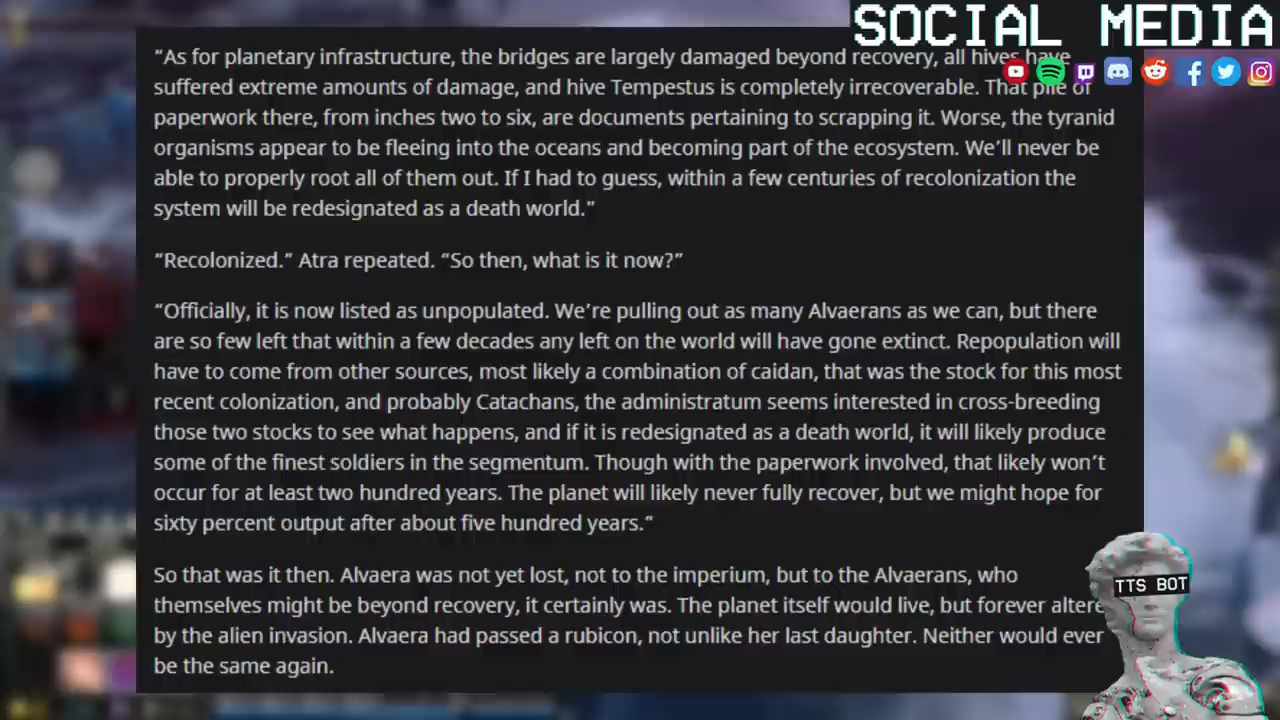 SOCIAL MEDIA
“As for planetary infrastructure, the bridges are largely damaged beyond recovery, all hives have
suffered extreme amounts of damage, and hive Tempestus is completely irrecoverable. That pile of
paperwork there, from inches two to six, are documents pertaining to scrapping it. Worse, the tyranid
organisms appear to be fleeing into the oceans and becoming part of the ecosystem. We’ll never be
able to properly root all of them out. If I had to guess, within a few centuries of recolonization the
system will be redesignated as a death world.”
“Recolonized.” Atra repeated. “So then, what is it now?”
“Officially, it is now listed as unpopulated. We’re pulling out as many Alvaerans as we can, but there
are so few left that within a few decades any left on the world will have gone extinct. Repopulation will
have to come from other sources, most likely a combination of caidan, that was the stock for this most
recent colonization, and probably Catachans, the administratum seems interested in cross-breeding
those two stocks to see what happens, and if it is redesignated as a death world, it will likely produce
some of the finest soldiers in the segmentum. Though with the paperwork involved, that likely won’t
occur for at least two hundred years. The planet will likely never fully recover, but we might hope for
sixty percent output after about five hundred years.”
So that was it then. Alvaera was not yet lost, not to the imperium, but to the Alvaerans, who
themselves might be beyond recovery, it certainly was. The planet itself would live, but forever altere
by the alien invasion. Alvaera had passed a rubicon, not unlike her last daughter. Neither would ever
be the same again.
TTS BOT